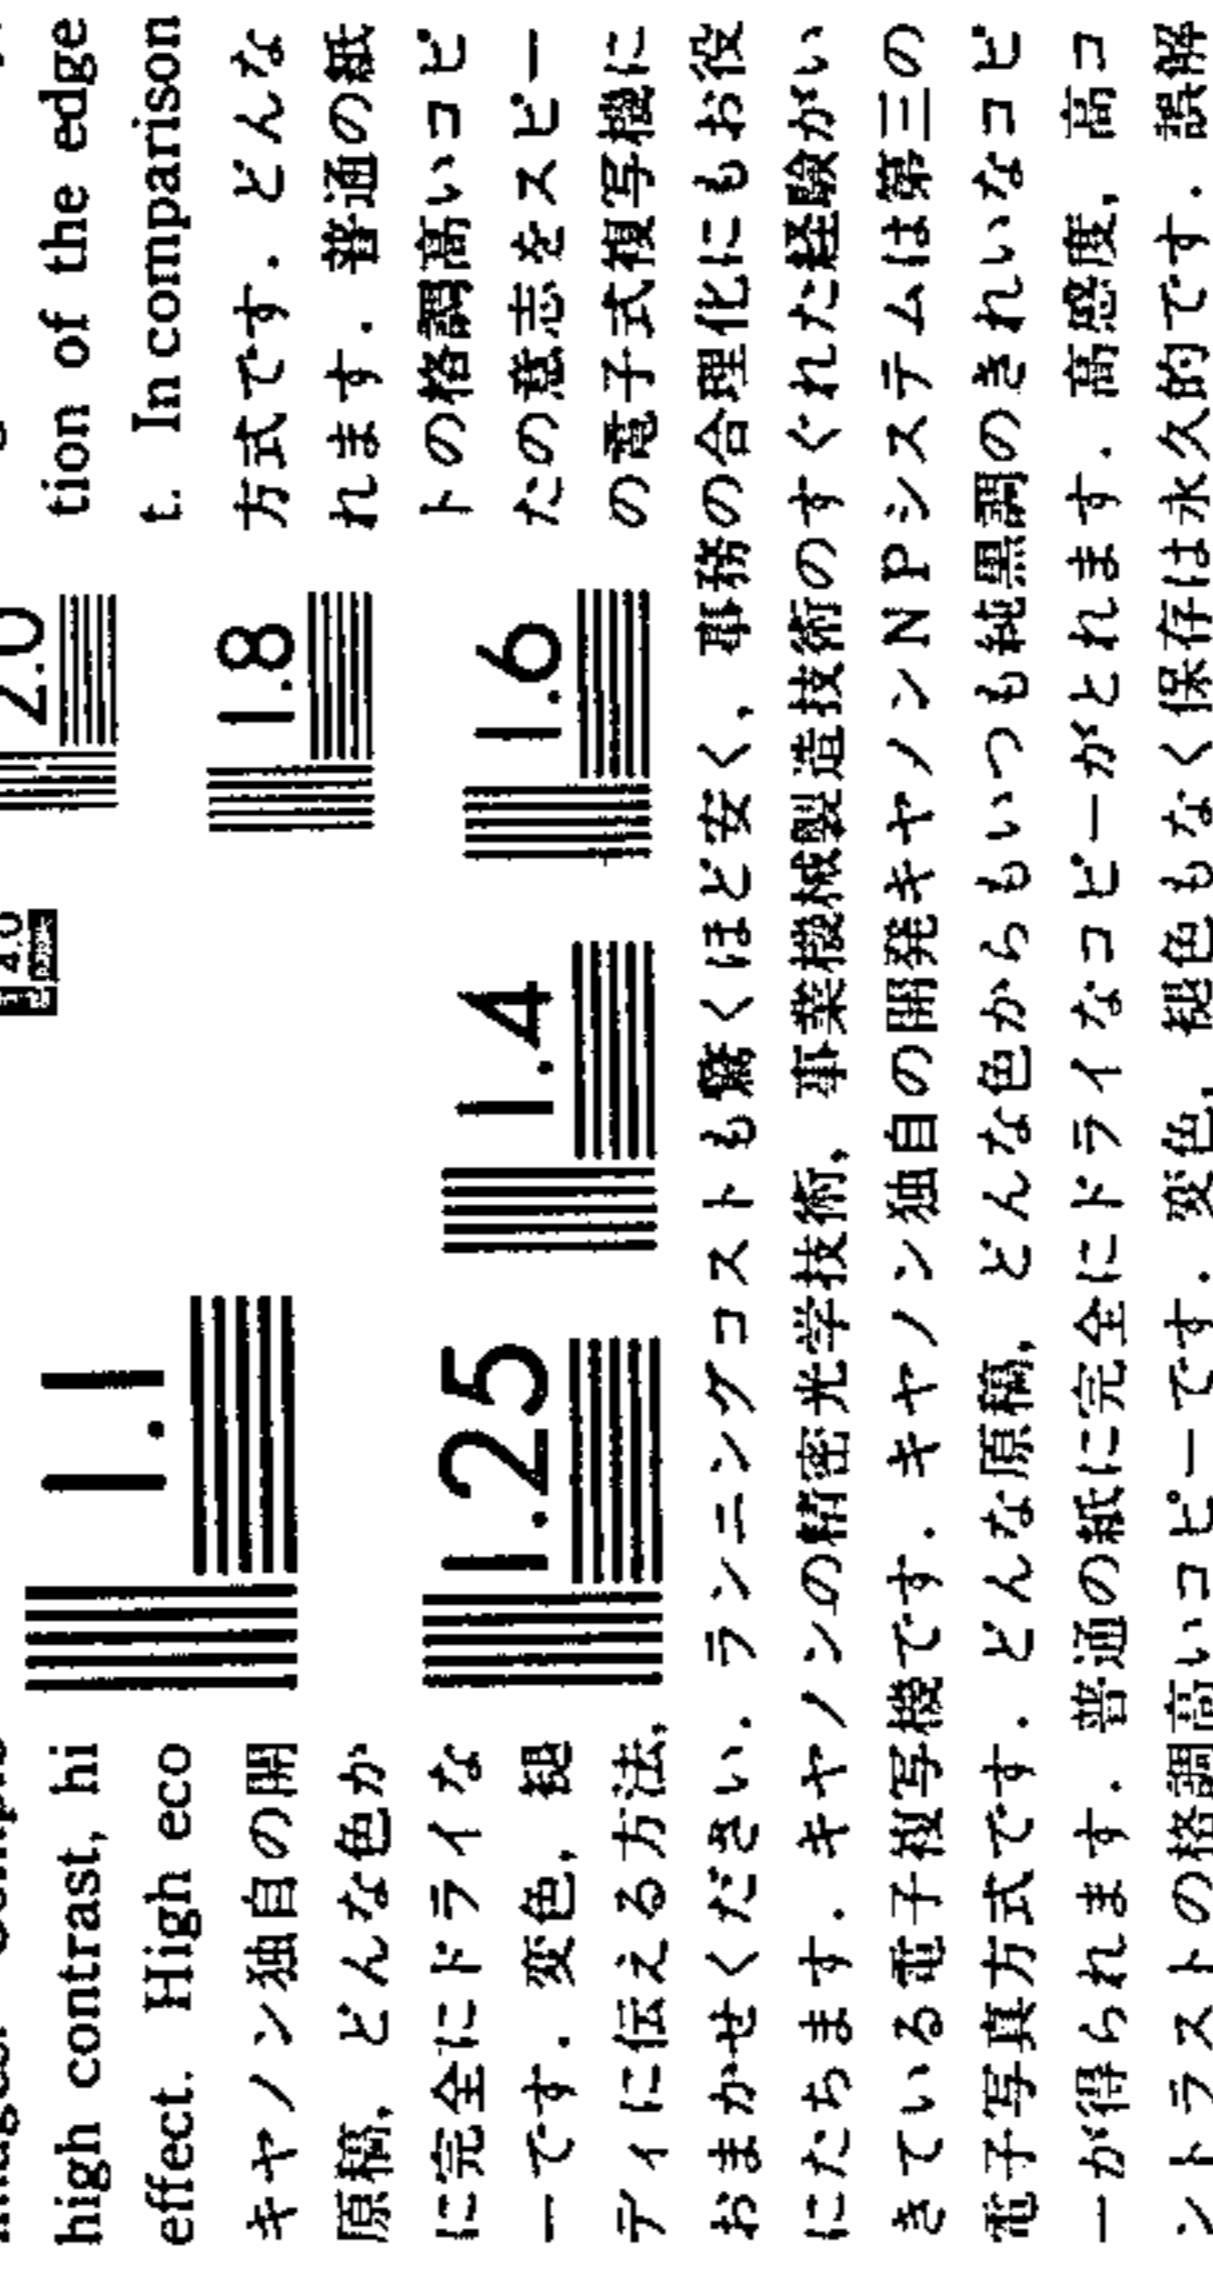 high contrast, hi
tion of the edge
effect. High eco
t. In comparison
キヤノン独自の開
方式です. どんな
原稿, どんな色か
れます. 普通の紙
に完全にドライな
トの格調高いコピ
ーです. 変色, 褪
たの意志をスピー
ディに伝える方法,
の電子式複写機に
2.0
1.8
1.6
4.0
1.4
1.1
1.25
おまかせください. ランニングコストも驚くほど安く, 事務の合理化にもお役
にたちます. キヤノンの精密光学技術, 事業機械製造技術のすぐれた経験がい
きている電子複写機です. キヤノン独自の開発キヤノンNPシステムは第三の
電子写真方式です. どんな原稿, どんな色からもいつも純黒調のきれいなコピ
ーが得られます. 普通の紙に完全にドライなコピーがとれます. 高感度, 高コ
ントラストの格調高いコピーです. 変色, 褪色もなく保存は永久的です. 誤解